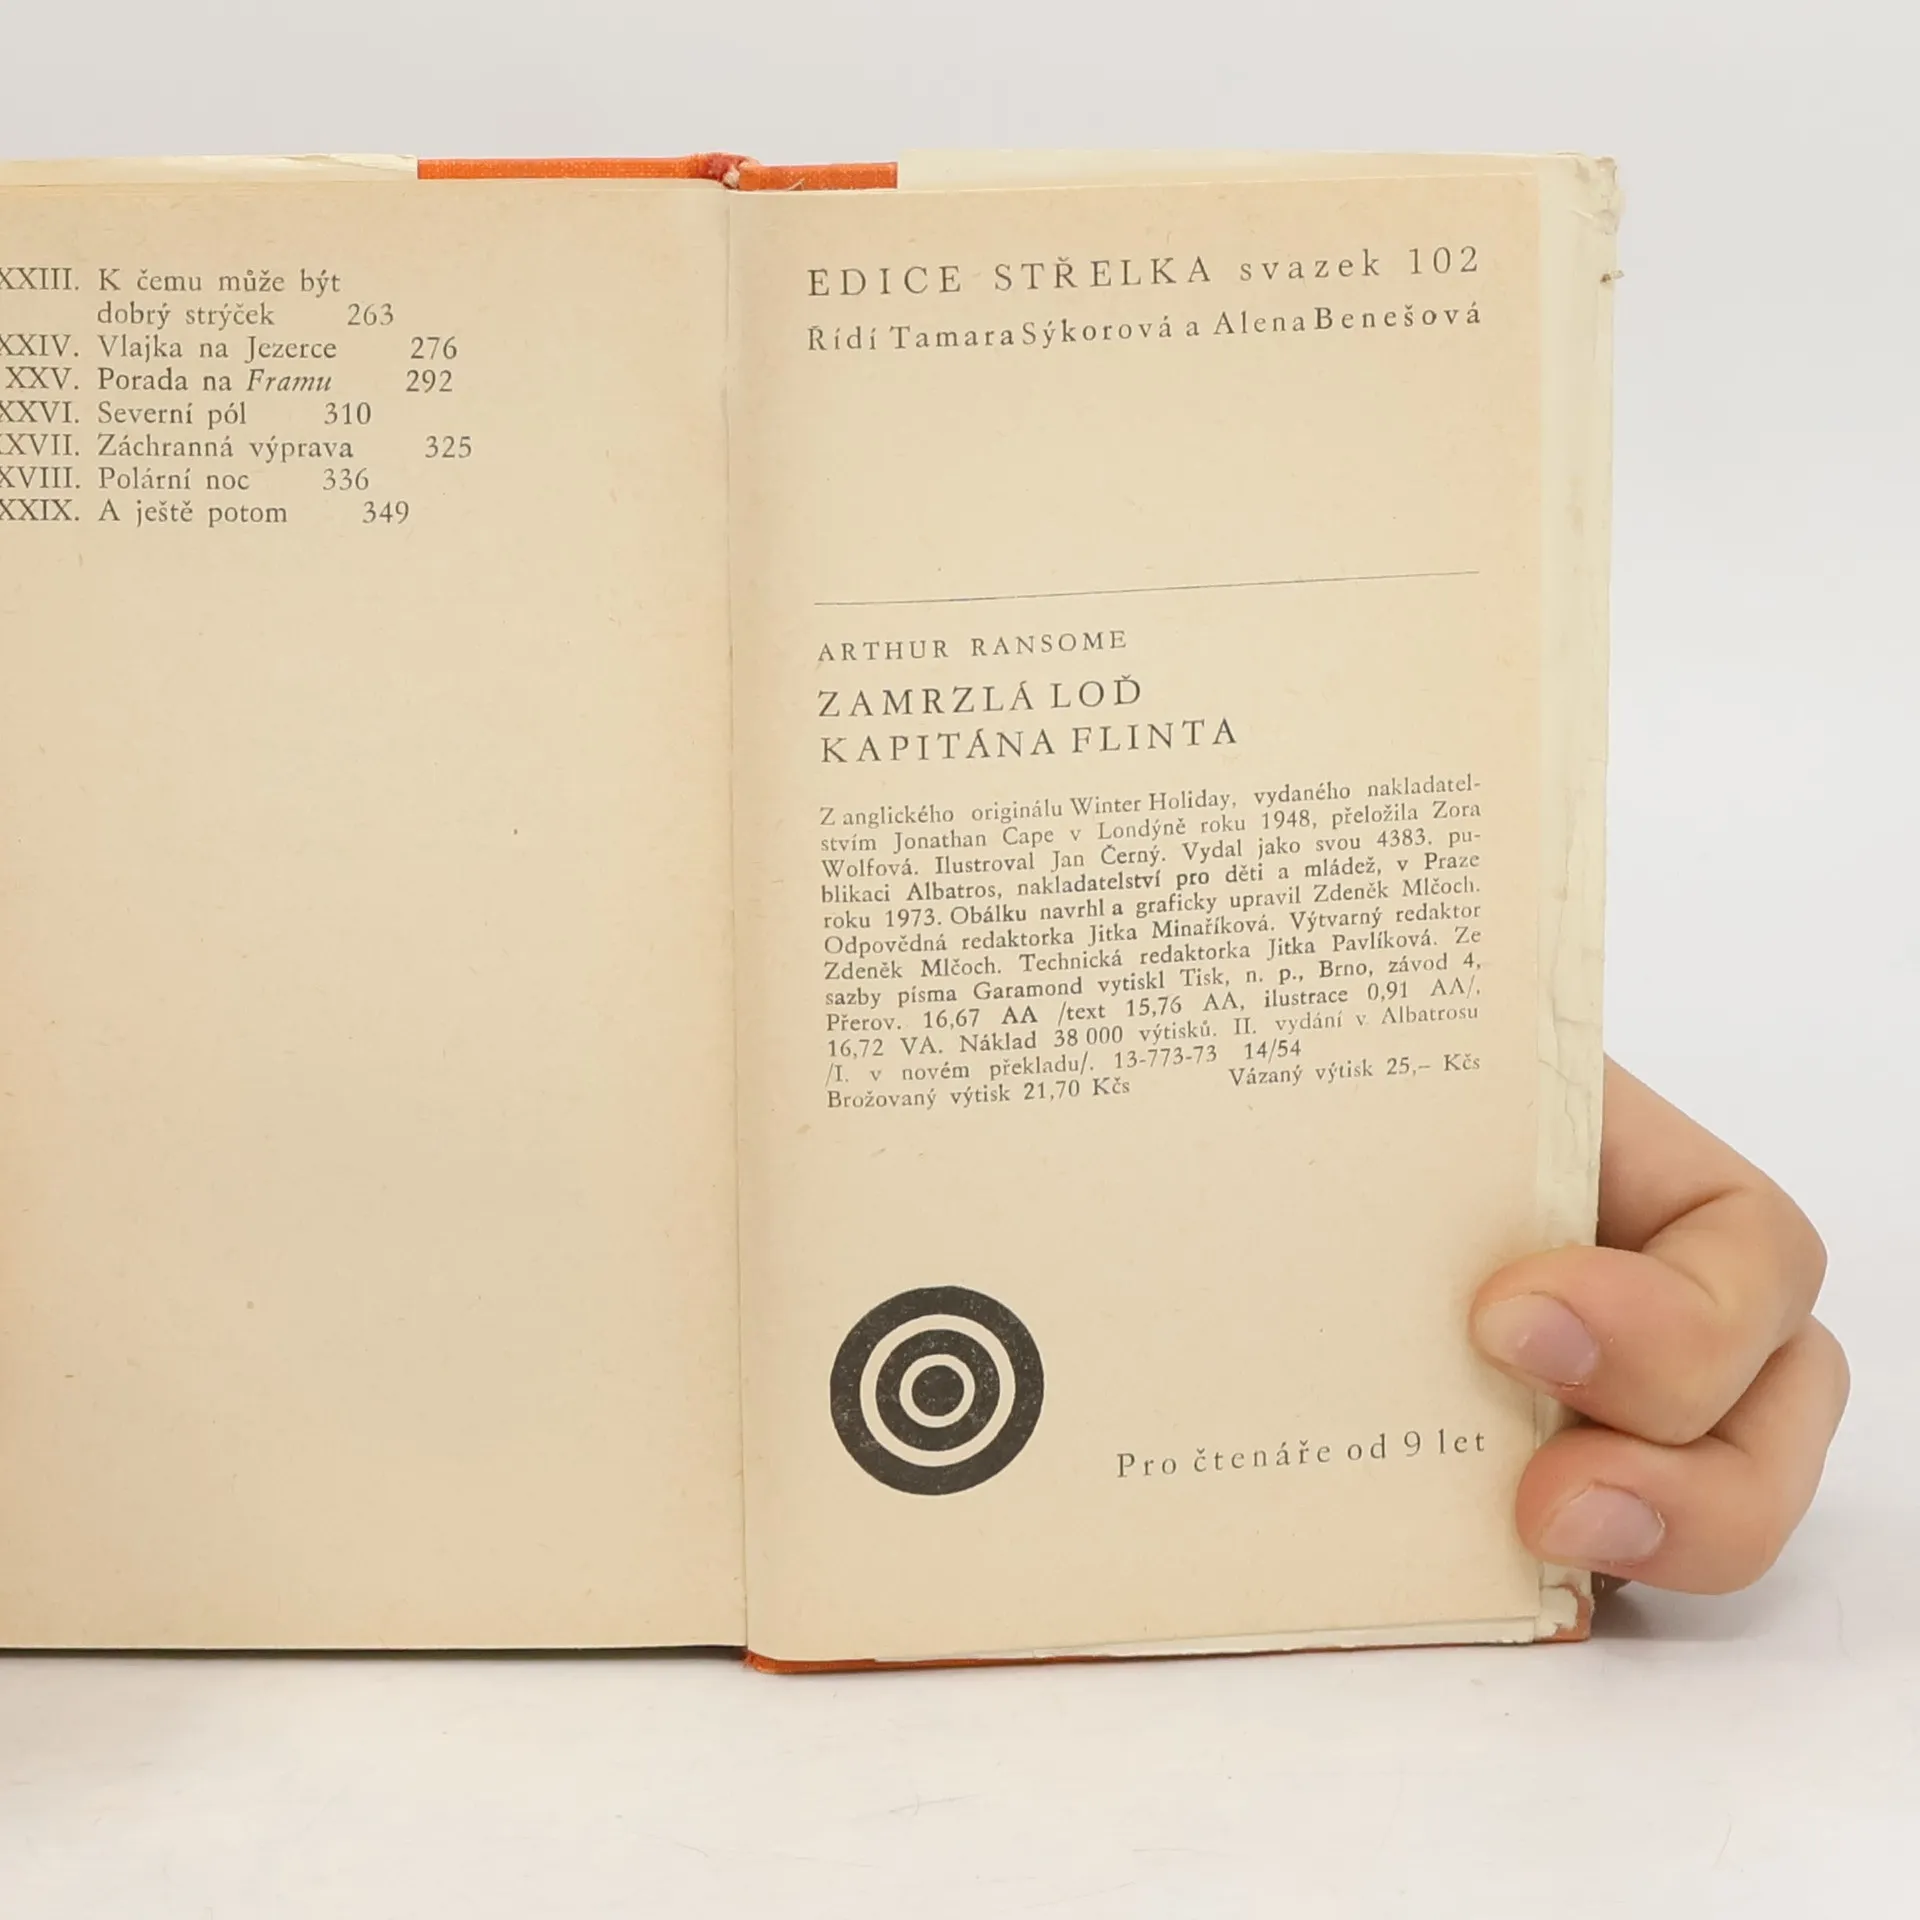 XXIII. K čemu může být
dobrý strýček 263
XXIV. Vlajka na Jezerce 276
XXV. Porada na Framu 292
XXVI. Severní pól 310
XXVII. Záchranná výprava 325
XVIII. Polární noc 336
XXIX. A ještě potom 349
EDICE STŘELKA svazek 102
Řídí Tamara Sýkorová a Alena Benešová
ARTHUR RANSOME
ZAMRZLÁ LOĎ
KAPITÁNA FLINTA
Z anglického originálu Winter Holiday, vydaného nakladatel-
stvím Jonathan Cape v Londýně roku 1948, přeložila Zora
Wolfová. Ilustroval Jan Černý. Vydal jako svou 4383. pu-
blikaci Albatros, nakladatelství pro děti a mládež, v Praze
roku 1973. Obálku navrhl a graficky upravil Zdeněk Mlčoch.
Odpovědná redaktorka Jitka Minaříková. Výtvarný redaktor
Zdeněk Mlčoch. Technická redaktorka Jitka Pavlíková. Ze
sazby písma Garamond vytiskl Tisk, n. p., Brno, závod 4,
Přerov. 16,67 AA /text 15,76 AA, ilustrace 0,91 AA/.
16,72 VA. Náklad 38 000 výtisků. II. vydání v Albatrosu
/I. v novém překladu/. 13-773-73 14/54
Brožovaný výtisk 21,70 Kčs Vázaný výtisk 25,– Kčs
Pro čtenáře od 9 let